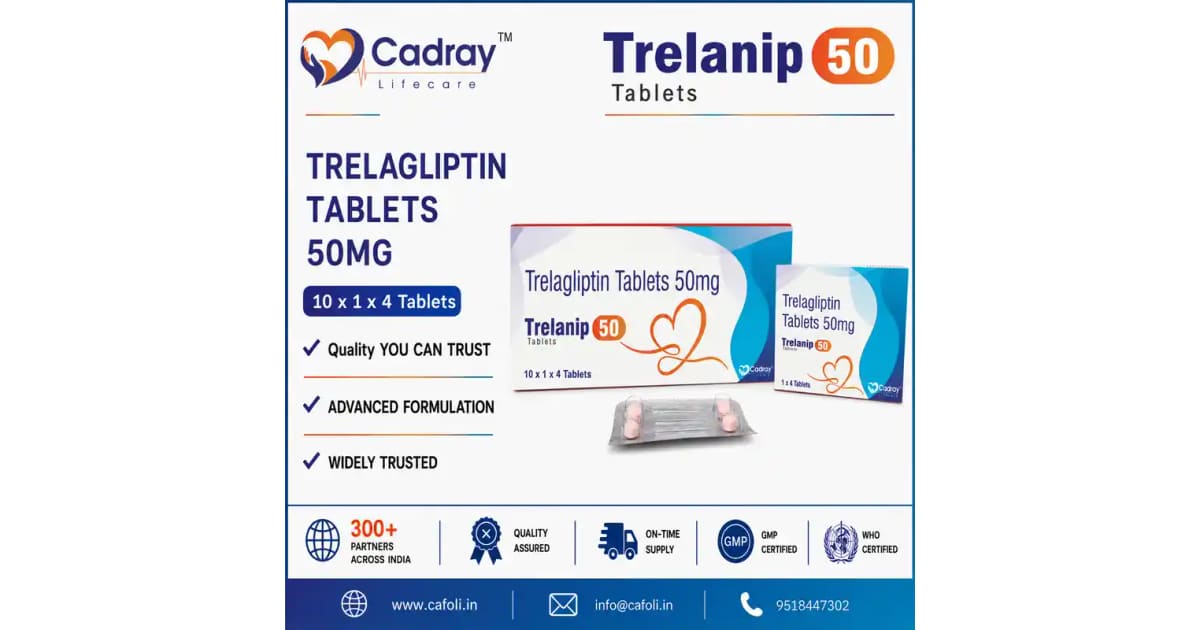 Cadray™
Lifecare
Trelanip 50
Tablets
TRELAGLIPTIN
TABLETS
50MG
10 x 1 x 4 Tablets
Quality YOU CAN TRUST
ADVANCED FORMULATION
WIDELY TRUSTED
Trelagliptin Tablets 50mg
Trelanip 50
Tablets
10 x 1 x 4 Tablets
Cadray
Trelagliptin
Tablets 50mg
Trelanip 50
Tablets
1 x 4 Tablets
Cadray
300+
PARTNERS
ACROSS INDIA
QUALITY
ASSURED
ON-TIME
SUPPLY
GMP
GMP
CERTIFIED
WHO
CERTIFIED
www.cafoli.in
info@cafoli.in
9518447302